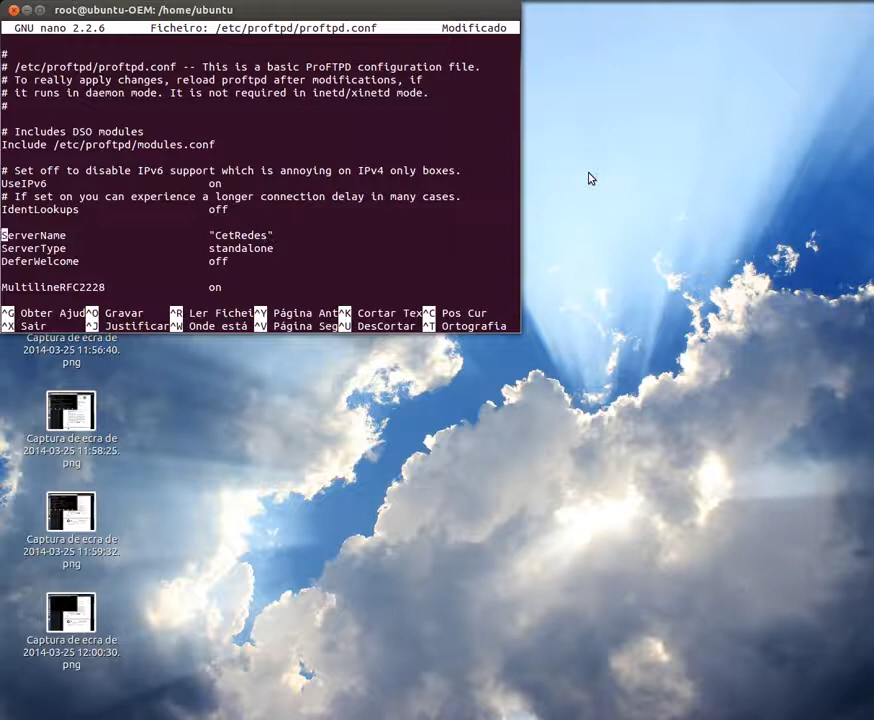 root@ubuntu-OEM: /home/ubuntu
GNU nano 2.2.6 Ficheiro: /etc/proftpd/proftpd.conf Modificado
#
# /etc/proftpd/proftpd.conf -- This is a basic ProFTPD configuration file.
# To really apply changes, reload proftpd after modifications, if
# it runs in daemon mode. It is not required in inetd/xinetd mode.
#
# Includes DSO modules
Include /etc/proftpd/modules.conf
# Set off to disable IPv6 support which is annoying on IPv4 only boxes.
UseIPv6 on
# If set on you can experience a longer connection delay in many cases.
IdentLookups off
ServerName "CetRedes"
ServerType standalone
DeferWelcome off
MultilineRFC2228 on
^G Obter Ajud^O Gravar ^R Ler Fichei^Y Página Ant^K Cortar Tex^C Pos Cur
^X Sair ^J Justificar^W Onde está ^V Página Seg^U DesCortar ^T Ortografia
Captura de ecra de
2014-03-25 11:56:40.
png
Captura de ecra de
2014-03-25 11:58:25.
png
Captura de ecra de
2014-03-25 11:59:32.
png
Captura de ecra de
2014-03-25 12:00:30.
png